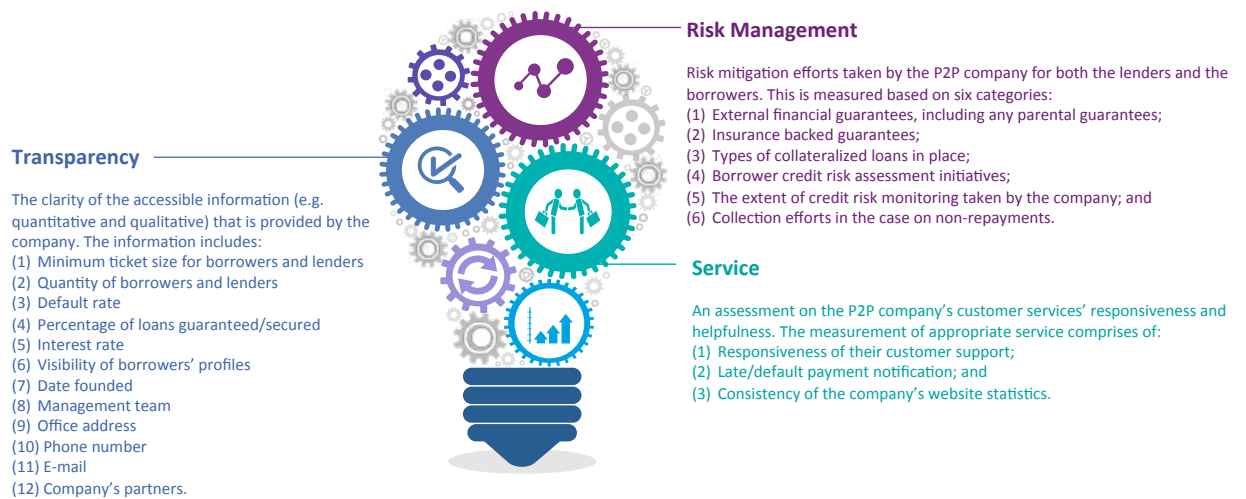 Risk Management
Risk mitigation efforts taken by the P2P company for both the lenders and the
borrowers. This is measured based on six categories:
(1) External financial guarantees, including any parental guarantees;
(2) Insurance backed guarantees;
(3) Types of collateralized loans in place;
(4) Borrower credit risk assessment initiatives;
(5) The extent of credit risk monitoring taken by the company; and
(6) Collection efforts in the case on non-repayments.
Transparency
The clarity of the accessible information (e.g.
quantitative and qualitative) that is provided by the
company. The information includes:
(1) Minimum ticket size for borrowers and lenders
(2) Quantity of borrowers and lenders
(3) Default rate
(4) Percentage of loans guaranteed/secured
(5) Interest rate
(6) Visibility of borrowers’ profiles
(7) Date founded
(8) Management team
(9) Office address
(10) Phone number
(11) E-mail
(12) Company’s partners.
Service
An assessment on the P2P company’s customer services’ responsiveness and
helpfulness. The measurement of appropriate service comprises of:
(1) Responsiveness of their customer support;
(2) Late/default payment notification; and
(3) Consistency of the company’s website statistics.